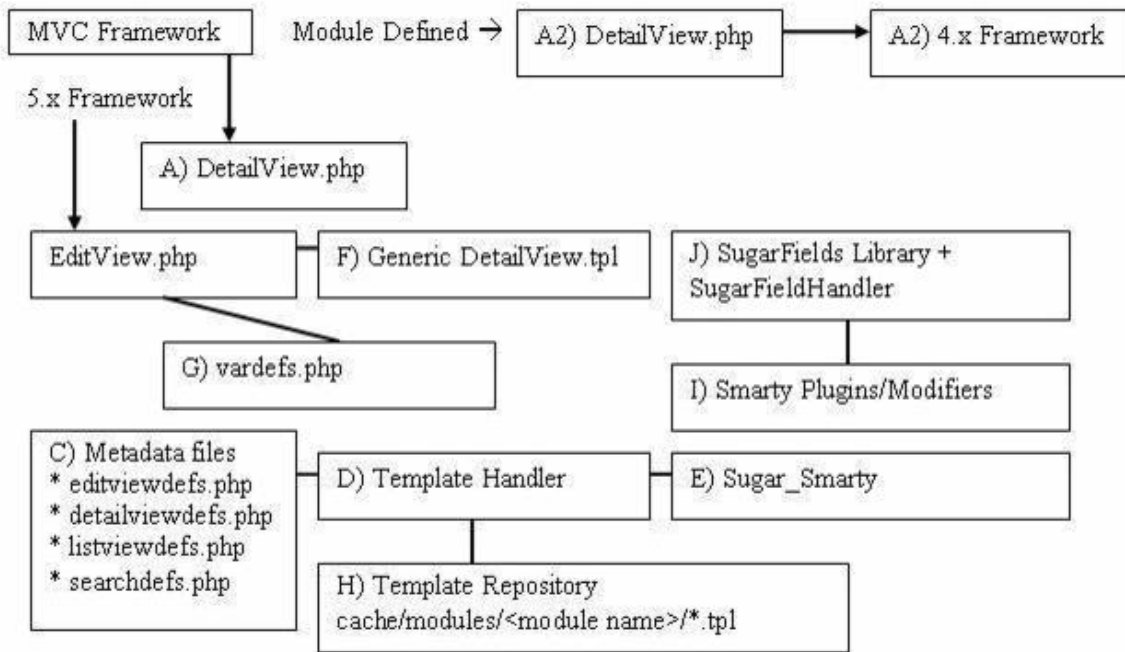 MVC Framework
Module Defined →
A2) DetailView.php
A2) 4.x Framework
5.x Framework
A) DetailView.php
EditView.php
F) Generic DetailView.tpl
J) SugarFields Library +
SugarFieldHandler
G) vardefs.php
I) Smarty Plugins/Modifiers
C) Metadata files
* editviewdefs.php
* detailviewdefs.php
* listviewdefs.php
* searchdefs.php
D) Template Handler
E) Sugar_Smarty
H) Template Repository
cache/modules/<module name>/*.tpl